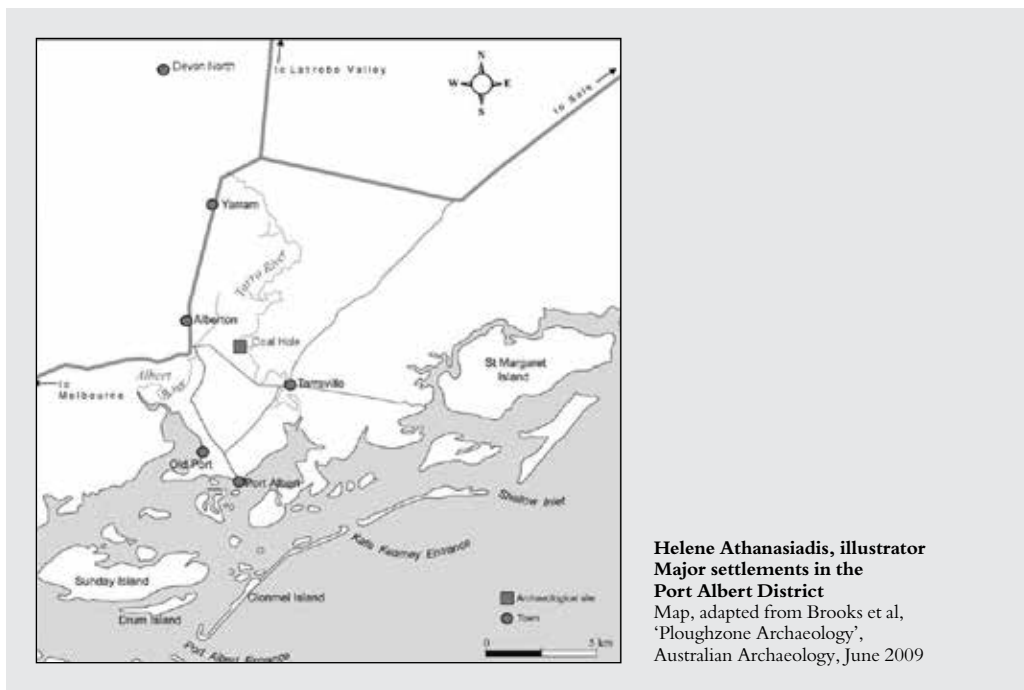 Devon North
to Latrobe Valley
N
W E
S
to Sale
Yarram
Tarra River
Alberton
Coal Hole
St Margaret
Island
Albert
River
to
Melbourne
Tarraville
Old Port
Port Albert
Shallow Inlet
Kate Kearney Entrance
Sunday Island
Clonmel Island
Drum Island
Port Albert Entrance
Archaeological site
Town
0 5 km
Helene Athanasiadis, illustrator
Major settlements in the
Port Albert District
Map, adapted from Brooks et al,
‘Ploughzone Archaeology’,
Australian Archaeology, June 2009